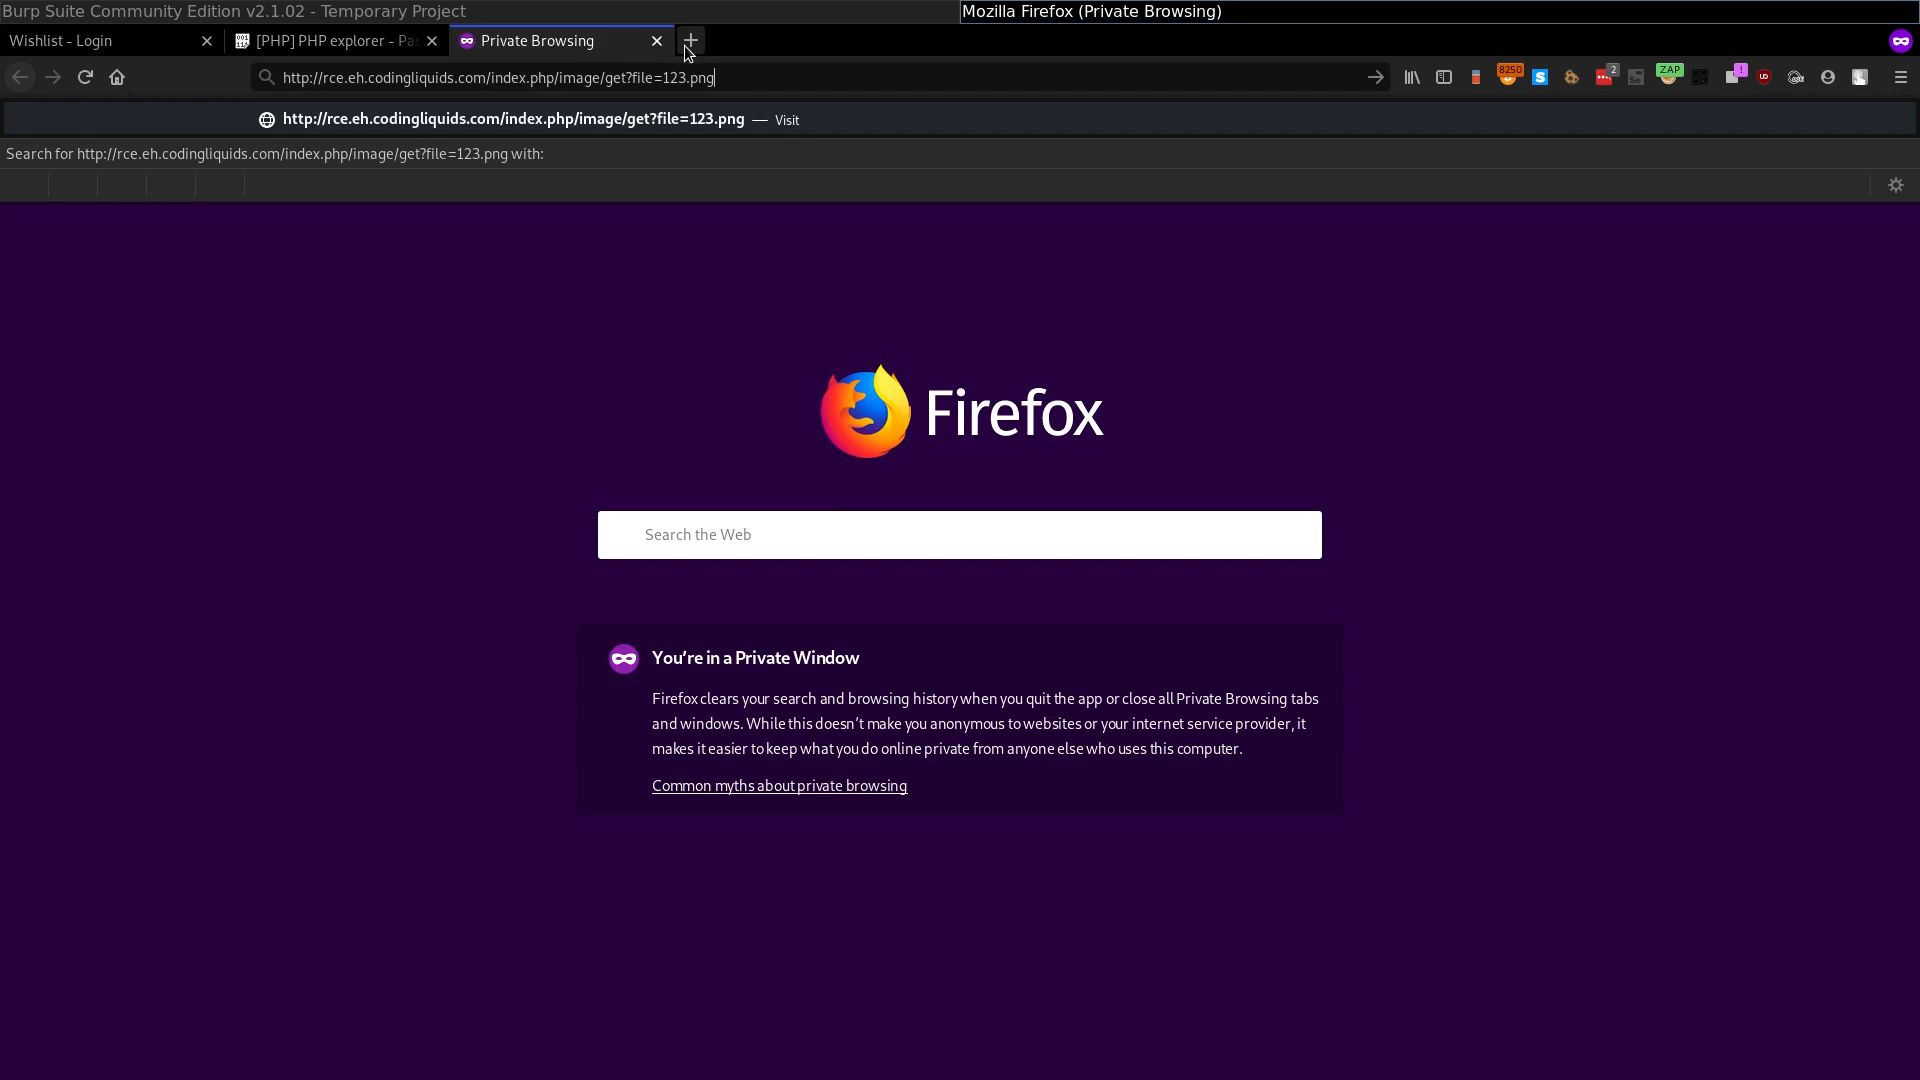 Burp Suite Community Edition v2.1.02 - Temporary Project
Mozilla Firefox (Private Browsing)
Wishlist - Login
[PHP] PHP explorer - Pas
Private Browsing
http://rce.eh.codingliquids.com/index.php/image/get?file=123.png
8250
2
ZAP
!
http://rce.eh.codingliquids.com/index.php/image/get?file=123.png — Visit
Search for http://rce.eh.codingliquids.com/index.php/image/get?file=123.png with:
Firefox
Search the Web
You're in a Private Window
Firefox clears your search and browsing history when you quit the app or close all Private Browsing tabs
and windows. While this doesn't make you anonymous to websites or your internet service provider, it
makes it easier to keep what you do online private from anyone else who uses this computer.
Common myths about private browsing